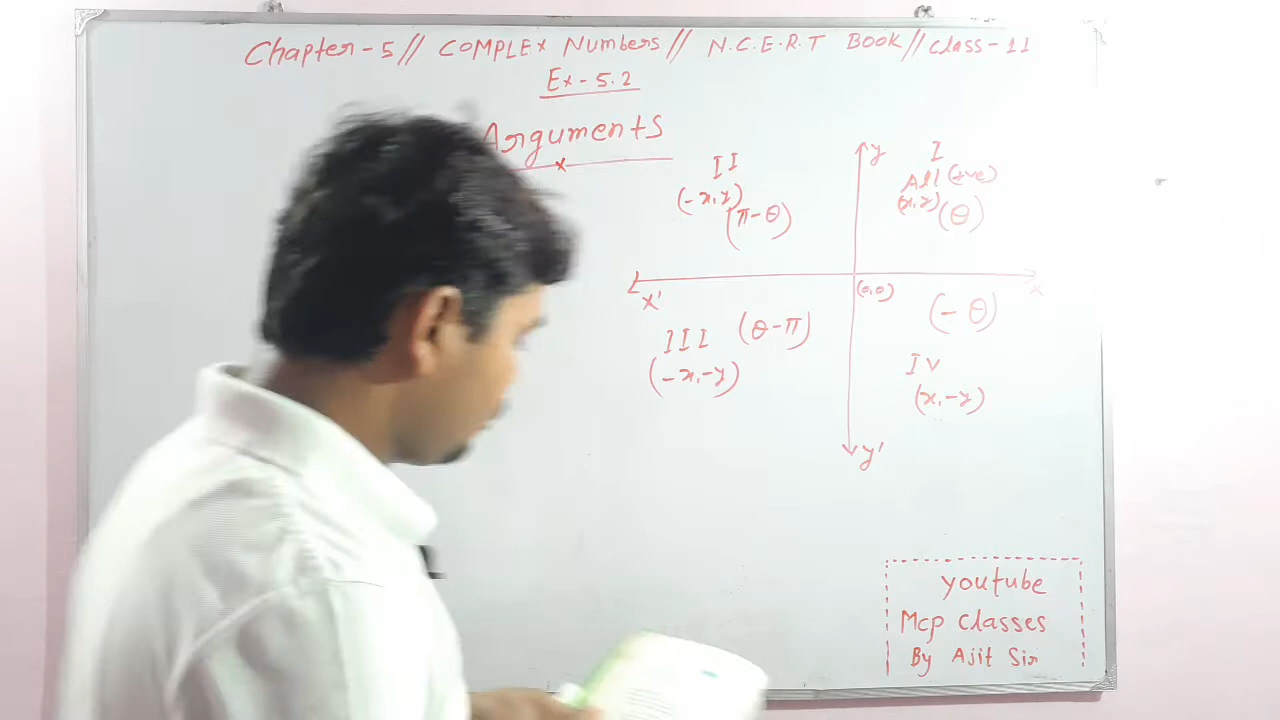 Chapter-5// COMPLEX Numbers// N.C.E.R.T BOOK// Class-11
Ex-5.2
Arguments
y
I
All (+ve)
(x,y) (θ)
II
(-x,y)
(π-θ)
x'
(0,0)
x
(-θ)
III (θ-π)
(-x,-y)
IV
(x,-y)
y'
youtube
Mcp Classes
By Ajit Sir